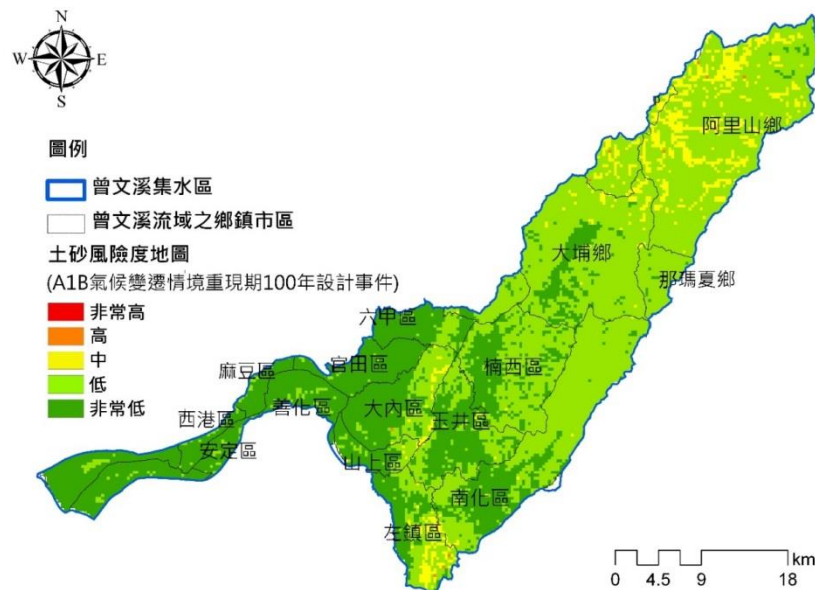 N
W
E
S
圖例
曾文溪集水區
曾文溪流域之鄉鎮市區
土砂風險度地圖
(A1B氣候變遷情境重現期100年設計事件)
非常高
高
中
低
非常低
阿里山鄉
大埔鄉
那瑪夏鄉
六甲區
官田區
楠西區
麻豆區
善化區
大內區
玉井區
西港區
安定區
山上區
南化區
左鎮區
km
0 4.5 9 18